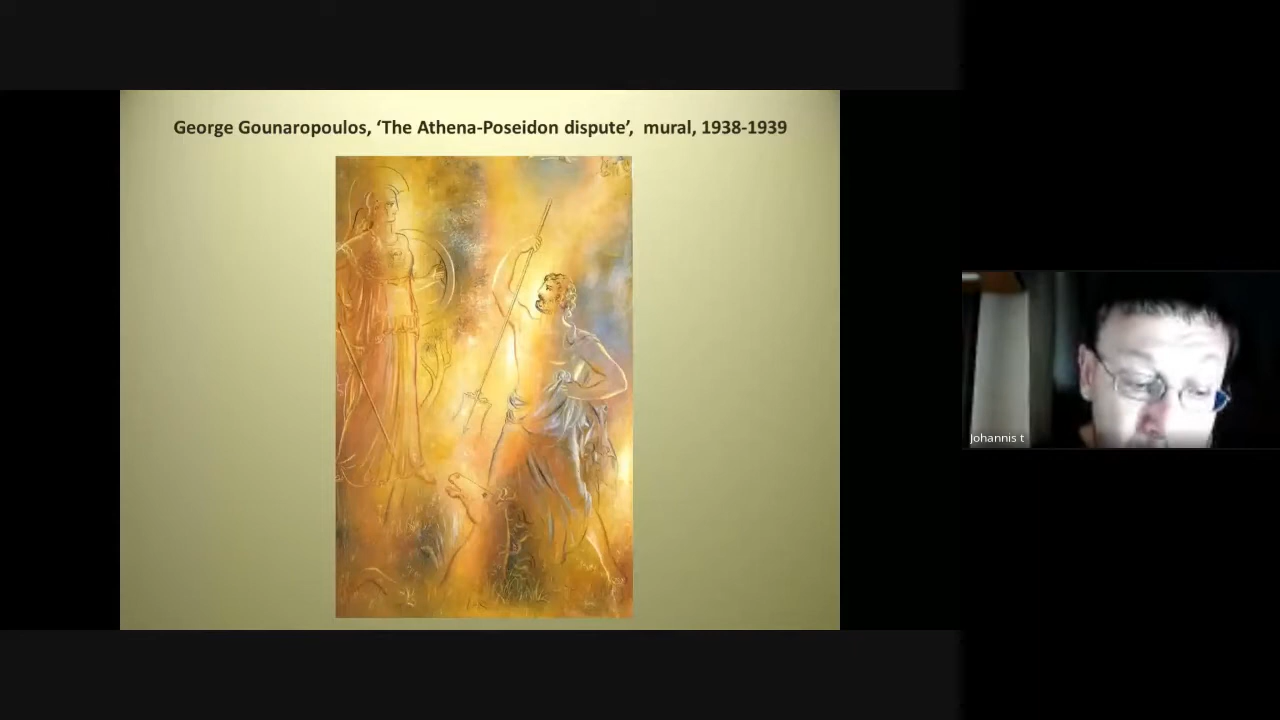 George Gounaropoulos, ‘The Athena-Poseidon dispute’,  mural, 1938-1939
Johannis t